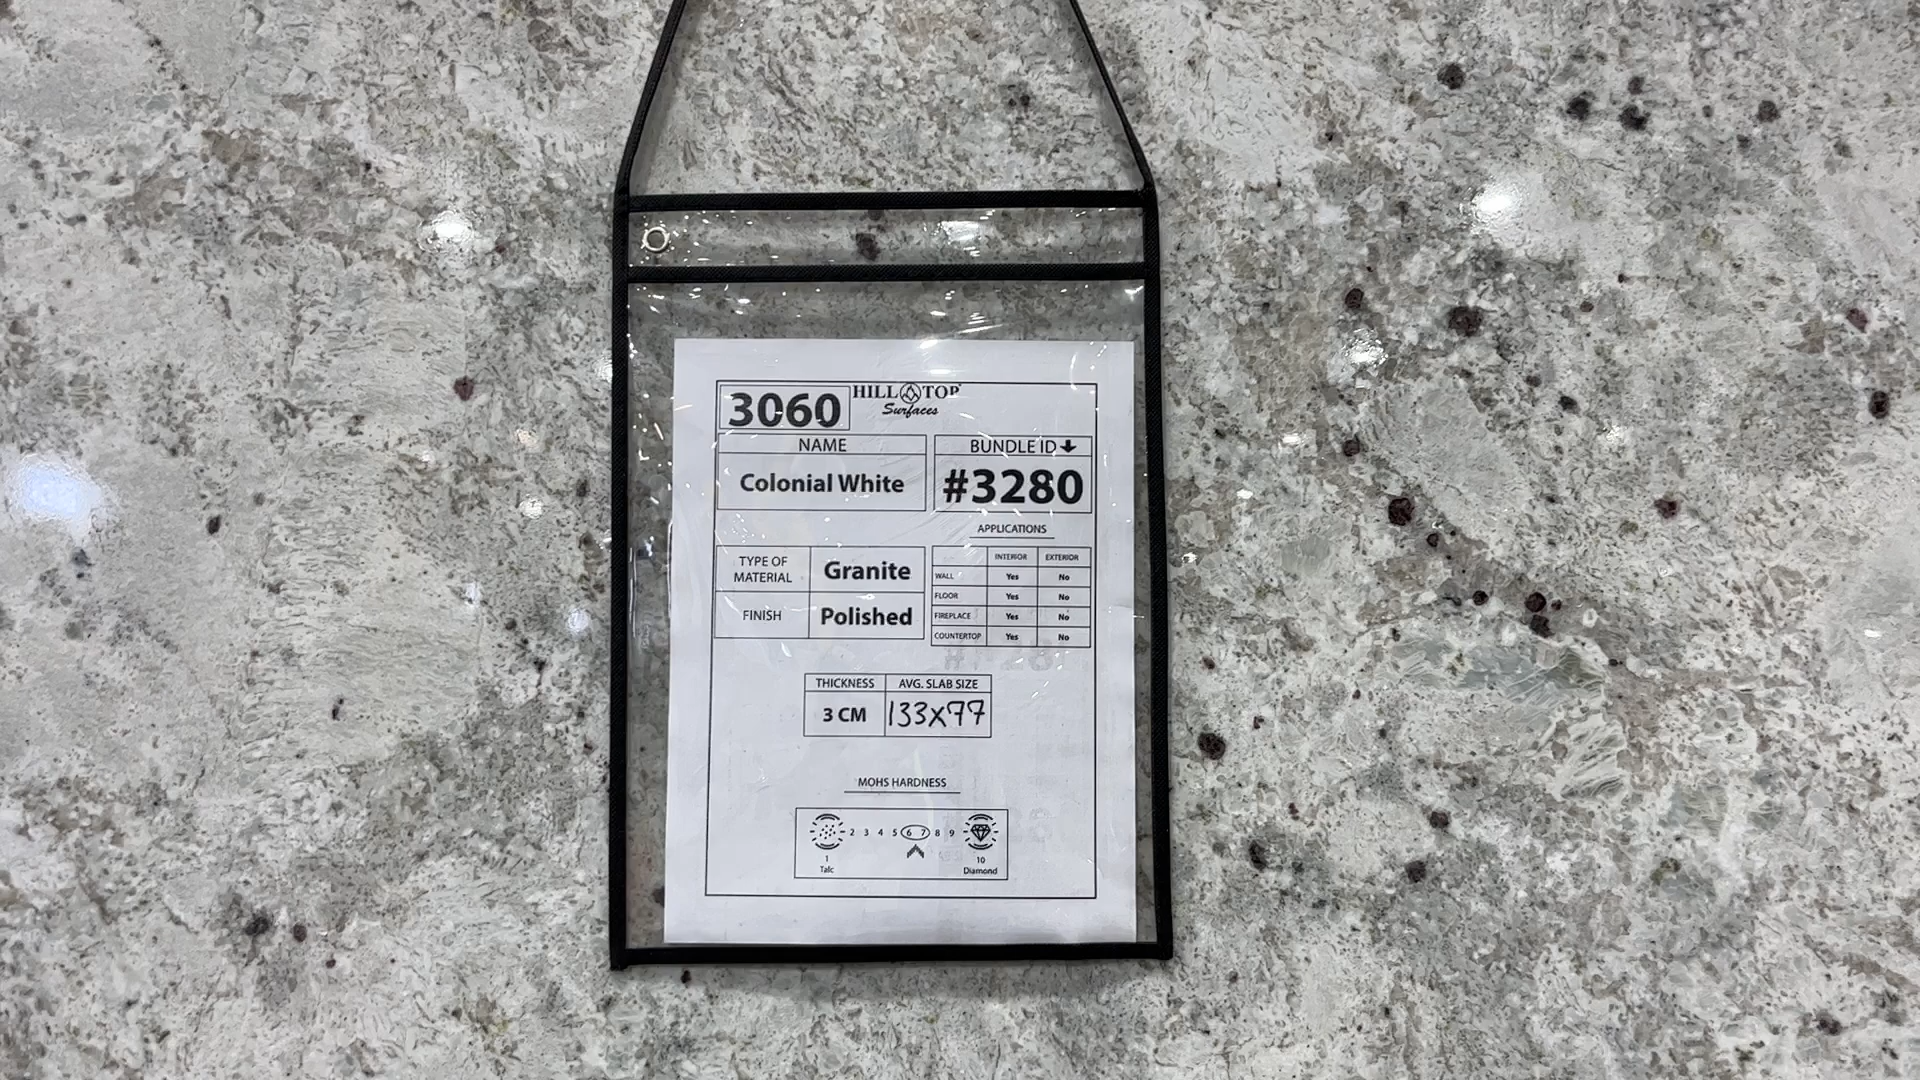 3060
HILL TOP
Surfaces
NAME
Colonial White
BUNDLE ID
#3280
APPLICATIONS
INTERIOR EXTERIOR
WALL Yes No
FLOOR Yes No
FIREPLACE Yes No
COUNTERTOP Yes No
TYPE OF MATERIAL Granite
FINISH Polished
THICKNESS AVG. SLAB SIZE
3 CM 133x77
MOHS HARDNESS
2 3 4 5 6 7 8 9
1 10
Talc Diamond